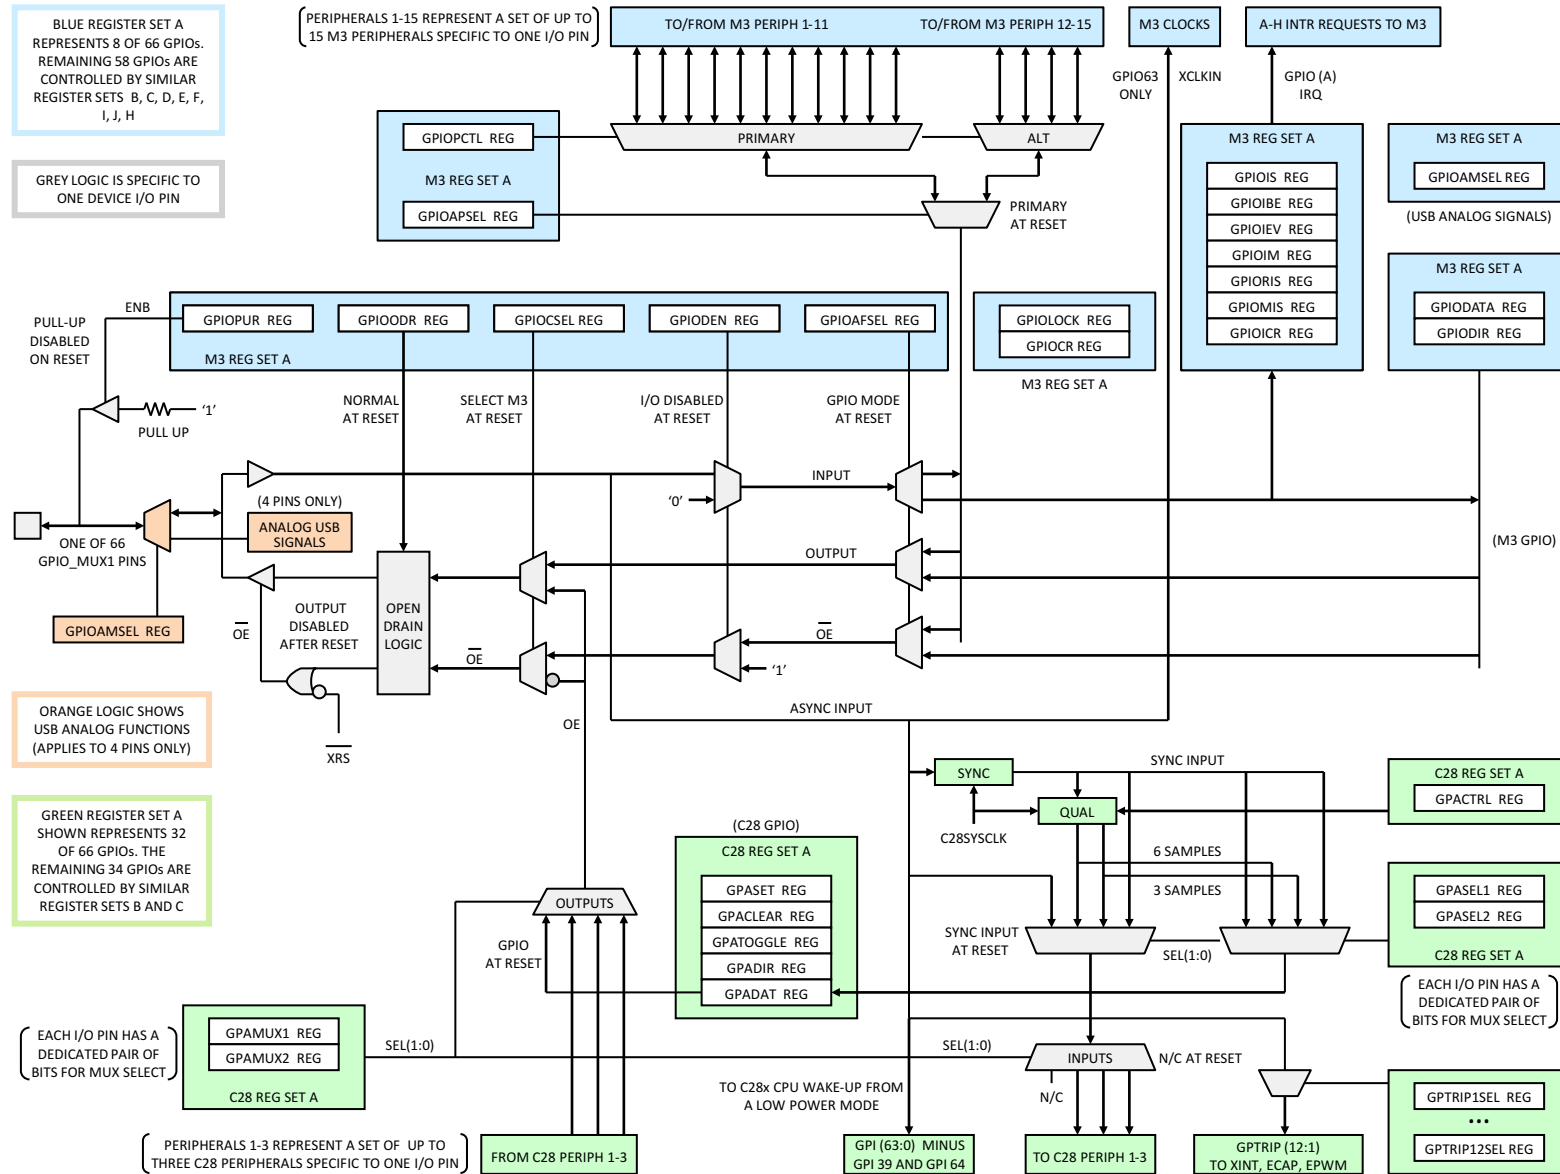 BLUE REGISTER SET A
REPRESENTS 8 OF 66 GPIOs.
REMAINING 58 GPIOs ARE
CONTROLLED BY SIMILAR
REGISTER SETS B, C, D, E, F,
I, J, H
GREY LOGIC IS SPECIFIC TO
ONE DEVICE I/O PIN
PERIPHERALS 1-15 REPRESENT A SET OF UP TO
15 M3 PERIPHERALS SPECIFIC TO ONE I/O PIN
TO/FROM M3 PERIPH 1-11
TO/FROM M3 PERIPH 12-15
M3 CLOCKS
A-H INTR REQUESTS TO M3
GPIO63
ONLY
XCLKIN
GPIO (A)
IRQ
GPIOPCTL REG
M3 REG SET A
GPIOAPSEL REG
PRIMARY
ALT
PRIMARY
AT RESET
M3 REG SET A
GPIOIS REG
GPIOIBE REG
GPIOIEV REG
GPIOIM REG
GPIORIS REG
GPIOMIS REG
GPIOICR REG
M3 REG SET A
GPIOAMSEL REG
(USB ANALOG SIGNALS)
M3 REG SET A
GPIODATA REG
GPIODIR REG
ENB
PULL-UP
DISABLED
ON RESET
GPIOPUR REG
GPIOODR REG
GPIOCSEL REG
GPIODEN REG
GPIOAFSEL REG
M3 REG SET A
GPIOLOCK REG
GPIOCR REG
M3 REG SET A
‘1’
PULL UP
NORMAL
AT RESET
SELECT M3
AT RESET
I/O DISABLED
AT RESET
GPIO MODE
AT RESET
INPUT
‘0’
(4 PINS ONLY)
ANALOG USB
SIGNALS
ONE OF 66
GPIO_MUX1 PINS
GPIOAMSEL REG
OUTPUT
(M3 GPIO)
OE
OUTPUT
DISABLED
AFTER RESET
OPEN
DRAIN
LOGIC
OE
OE
‘1’
OE
XRS
ASYNC INPUT
ORANGE LOGIC SHOWS
USB ANALOG FUNCTIONS
(APPLIES TO 4 PINS ONLY)
GREEN REGISTER SET A
SHOWN REPRESENTS 32
OF 66 GPIOs. THE
REMAINING 34 GPIOs ARE
CONTROLLED BY SIMILAR
REGISTER SETS B AND C
SYNC
SYNC INPUT
QUAL
C28SYSCLK
C28 REG SET A
GPACTRL REG
6 SAMPLES
3 SAMPLES
(C28 GPIO)
C28 REG SET A
GPASET REG
GPACLEAR REG
GPATOGGLE REG
GPADIR REG
GPADAT REG
OUTPUTS
GPIO
AT RESET
SYNC INPUT
AT RESET
SEL(1:0)
GPASEL1 REG
GPASEL2 REG
C28 REG SET A
EACH I/O PIN HAS A
DEDICATED PAIR OF
BITS FOR MUX SELECT
EACH I/O PIN HAS A
DEDICATED PAIR OF
BITS FOR MUX SELECT
GPAMUX1 REG
GPAMUX2 REG
C28 REG SET A
SEL(1:0)
SEL(1:0)
INPUTS
N/C AT RESET
N/C
TO C28x CPU WAKE-UP FROM
A LOW POWER MODE
GPTRIP1SEL REG
...
GPTRIP12SEL REG
PERIPHERALS 1-3 REPRESENT A SET OF UP TO
THREE C28 PERIPHERALS SPECIFIC TO ONE I/O PIN
FROM C28 PERIPH 1-3
GPI (63:0) MINUS
GPI 39 AND GPI 64
TO C28 PERIPH 1-3
GPTRIP (12:1)
TO XINT, ECAP, EPWM